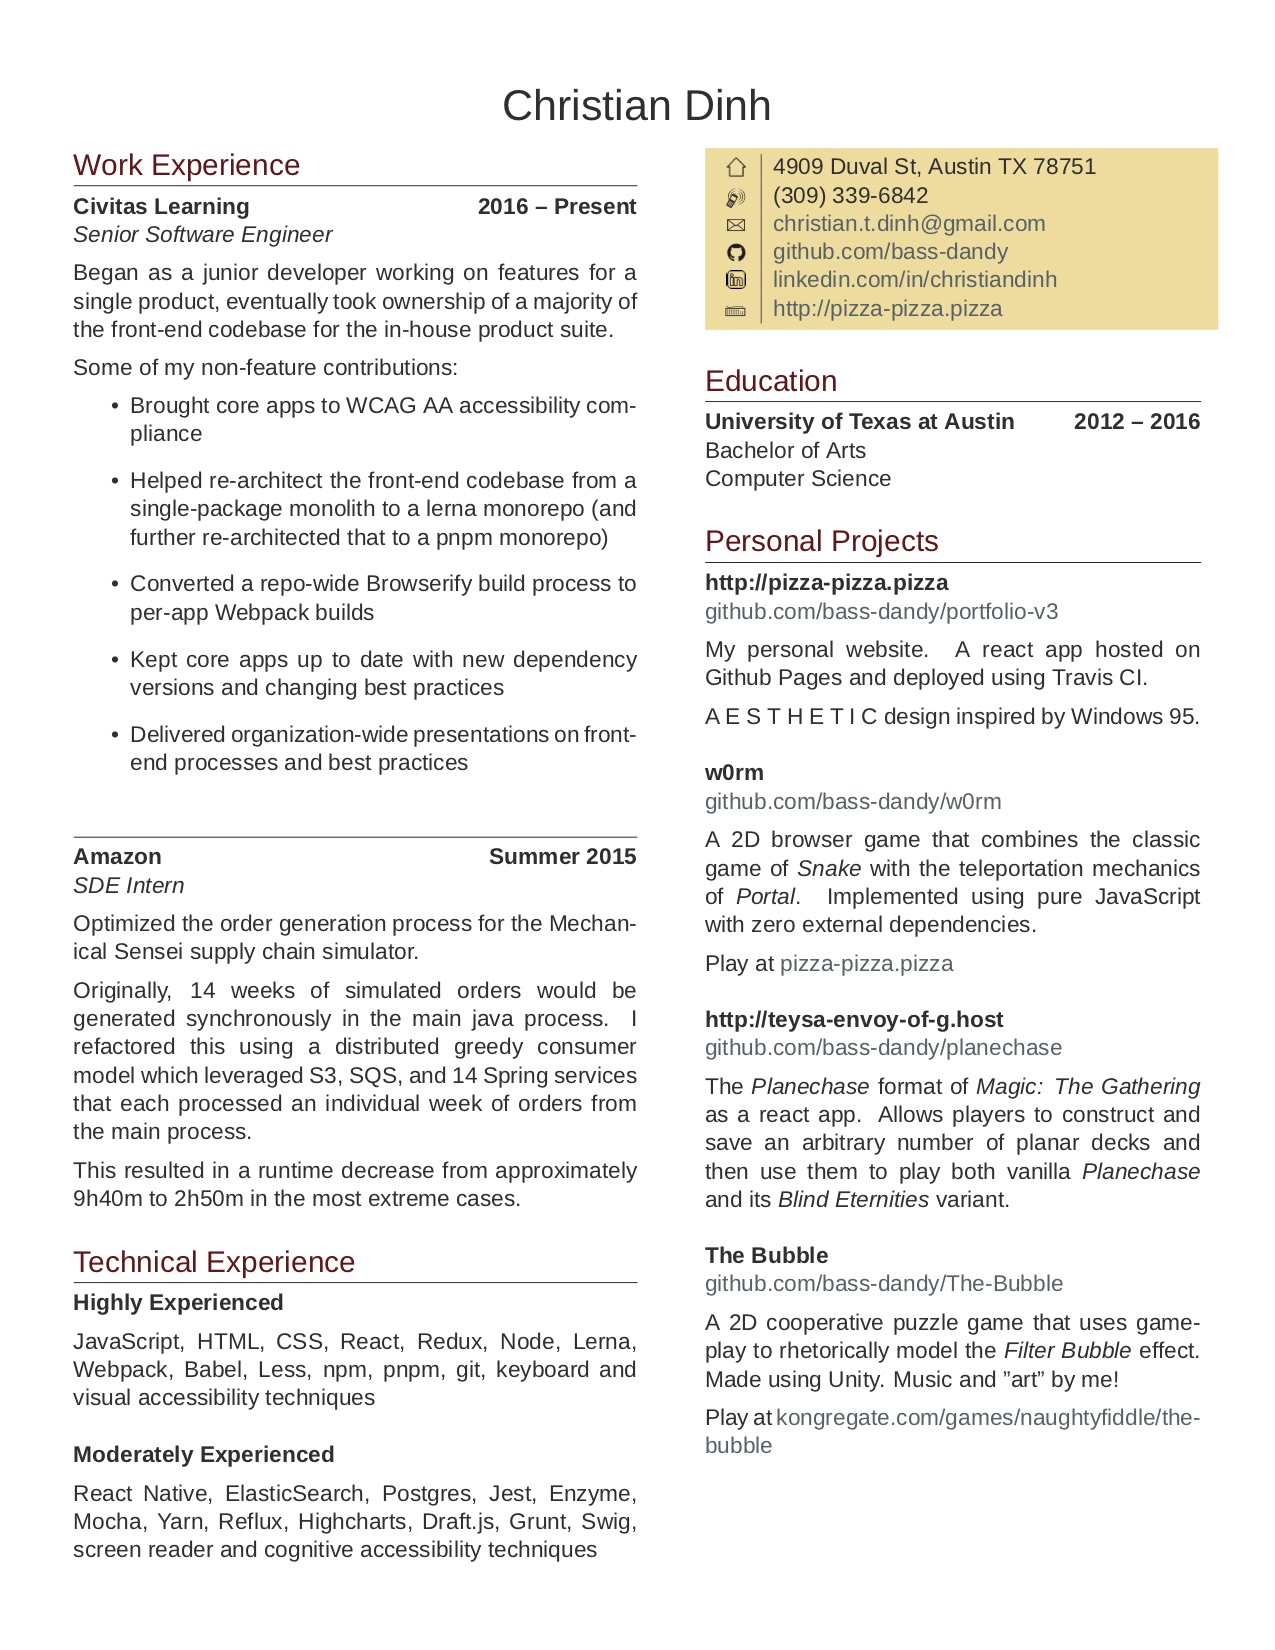 Christian Dinh
Work Experience
Civitas Learning 2016 – Present
Senior Software Engineer
Began as a junior developer working on features for a
single product, eventually took ownership of a majority of
the front-end codebase for the in-house product suite.
Some of my non-feature contributions:
• Brought core apps to WCAG AA accessibility com-
pliance
• Helped re-architect the front-end codebase from a
single-package monolith to a lerna monorepo (and
further re-architected that to a pnpm monorepo)
• Converted a repo-wide Browserify build process to
per-app Webpack builds
• Kept core apps up to date with new dependency
versions and changing best practices
• Delivered organization-wide presentations on front-
end processes and best practices
Amazon Summer 2015
SDE Intern
Optimized the order generation process for the Mechan-
ical Sensei supply chain simulator.
Originally, 14 weeks of simulated orders would be
generated synchronously in the main java process. I
refactored this using a distributed greedy consumer
model which leveraged S3, SQS, and 14 Spring services
that each processed an individual week of orders from
the main process.
This resulted in a runtime decrease from approximately
9h40m to 2h50m in the most extreme cases.
Technical Experience
Highly Experienced
JavaScript, HTML, CSS, React, Redux, Node, Lerna,
Webpack, Babel, Less, npm, pnpm, git, keyboard and
visual accessibility techniques
Moderately Experienced
React Native, ElasticSearch, Postgres, Jest, Enzyme,
Mocha, Yarn, Reflux, Highcharts, Draft.js, Grunt, Swig,
screen reader and cognitive accessibility techniques
4909 Duval St, Austin TX 78751
(309) 339-6842
christian.t.dinh@gmail.com
github.com/bass-dandy
linkedin.com/in/christiandinh
http://pizza-pizza.pizza
Education
University of Texas at Austin 2012 – 2016
Bachelor of Arts
Computer Science
Personal Projects
http://pizza-pizza.pizza
github.com/bass-dandy/portfolio-v3
My personal website. A react app hosted on
Github Pages and deployed using Travis CI.
A E S T H E T I C design inspired by Windows 95.
w0rm
github.com/bass-dandy/w0rm
A 2D browser game that combines the classic
game of Snake with the teleportation mechanics
of Portal. Implemented using pure JavaScript
with zero external dependencies.
Play at pizza-pizza.pizza
http://teysa-envoy-of-g.host
github.com/bass-dandy/planechase
The Planechase format of Magic: The Gathering
as a react app. Allows players to construct and
save an arbitrary number of planar decks and
then use them to play both vanilla Planechase
and its Blind Eternities variant.
The Bubble
github.com/bass-dandy/The-Bubble
A 2D cooperative puzzle game that uses game-
play to rhetorically model the Filter Bubble effect.
Made using Unity. Music and ”art” by me!
Play at kongregate.com/games/naughtyfiddle/the-
bubble